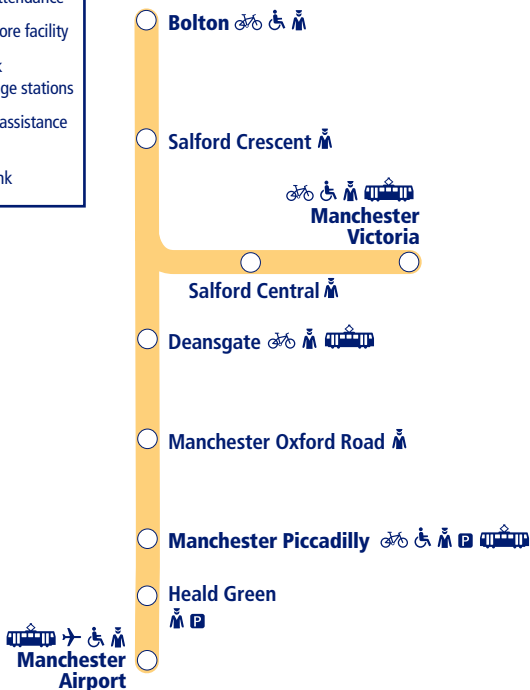 ttendance
ore facility
k
ge stations
assistance
nk
Bolton
Salford Crescent
Manchester
Victoria
Salford Central
Deansgate
Manchester Oxford Road
Manchester Piccadilly P
Heald Green
P
Manchester
Airport